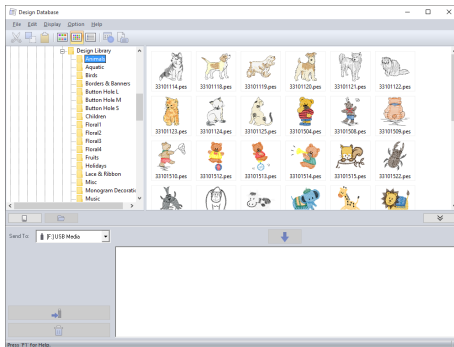 Design Database
File Edit Display Option Help
Design Library
Animals
Aquatic
Birds
Borders & Banners
Button Hole L
Button Hole M
Button Hole S
Children
Floral1
Floral2
Floral3
Floral4
Fruits
Holidays
Lace & Ribbon
Misc
Monogram Decoratic
Music
33101114.pes 33101118.pes 33101119.pes 33101120.pes 33101121.pes 33101122.pes
33101123.pes 33101124.pes 33101125.pes 33101504.pes 33101508.pes 33101509.pes
33101510.pes 33101512.pes 33101513.pes 33101514.pes 33101515.pes 33101522.pes
Send To: [F:] USB Media
Press 'F1' for Help.